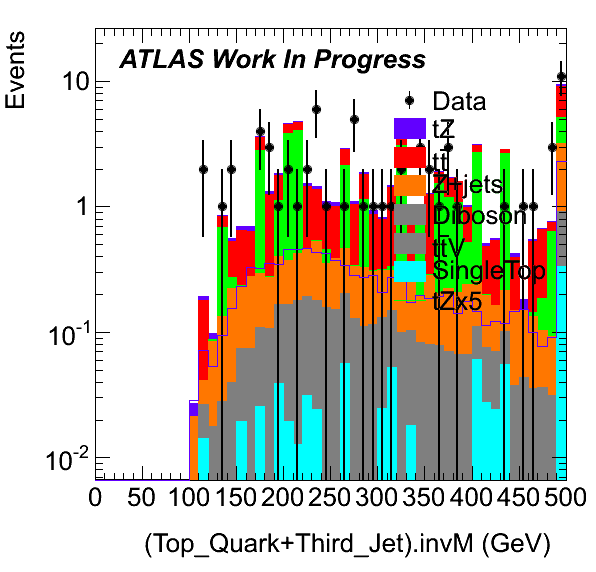 ATLAS Work In Progress
Events
Data
tZ
tt
Z+jets
Diboson
ttV
SingleTop
tZx5
10
1
10-1
10-2
0 50 100 150 200 250 300 350 400 450 500
(Top_Quark+Third_Jet).invM (GeV)